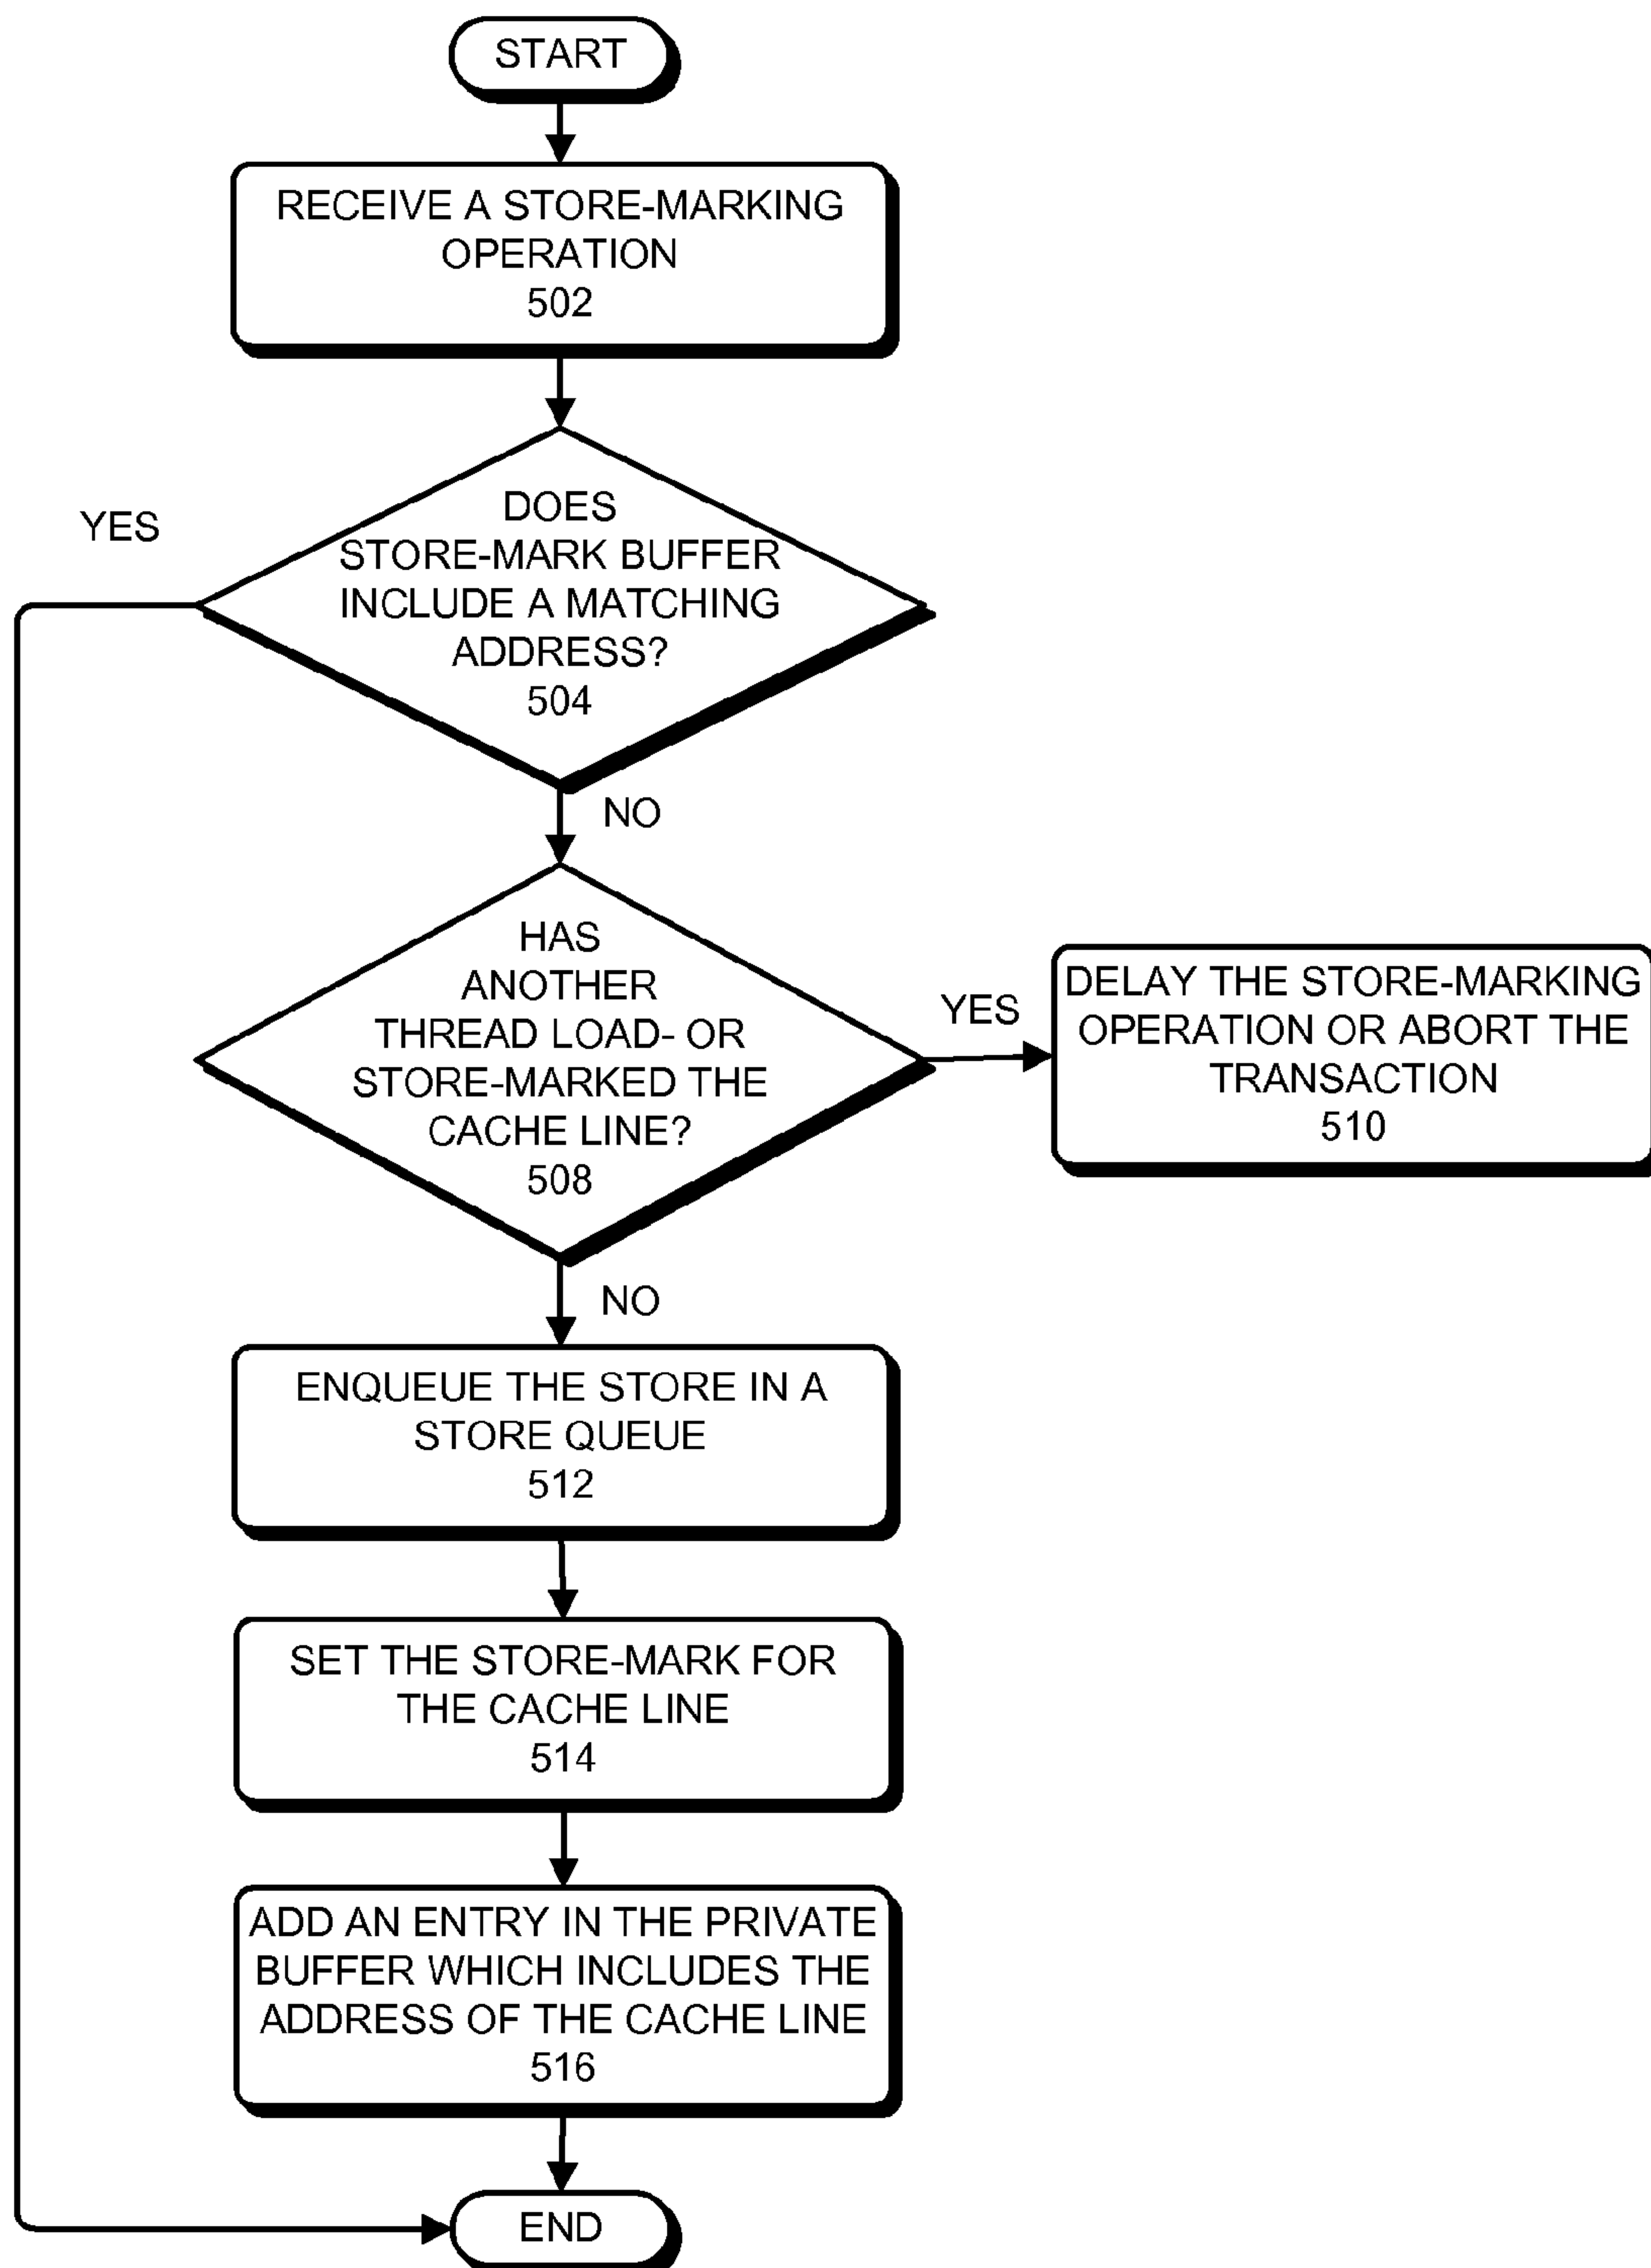 START
RECEIVE A STORE-MARKING
OPERATION
502
YES
DOES
STORE-MARK BUFFER
INCLUDE A MATCHING
ADDRESS?
504
NO
HAS
ANOTHER
THREAD LOAD- OR
STORE-MARKED THE
CACHE LINE?
508
YES
DELAY THE STORE-MARKING
OPERATION OR ABORT THE
TRANSACTION
510
NO
ENQUEUE THE STORE IN A
STORE QUEUE
512
SET THE STORE-MARK FOR
THE CACHE LINE
514
ADD AN ENTRY IN THE PRIVATE
BUFFER WHICH INCLUDES THE
ADDRESS OF THE CACHE LINE
516
END